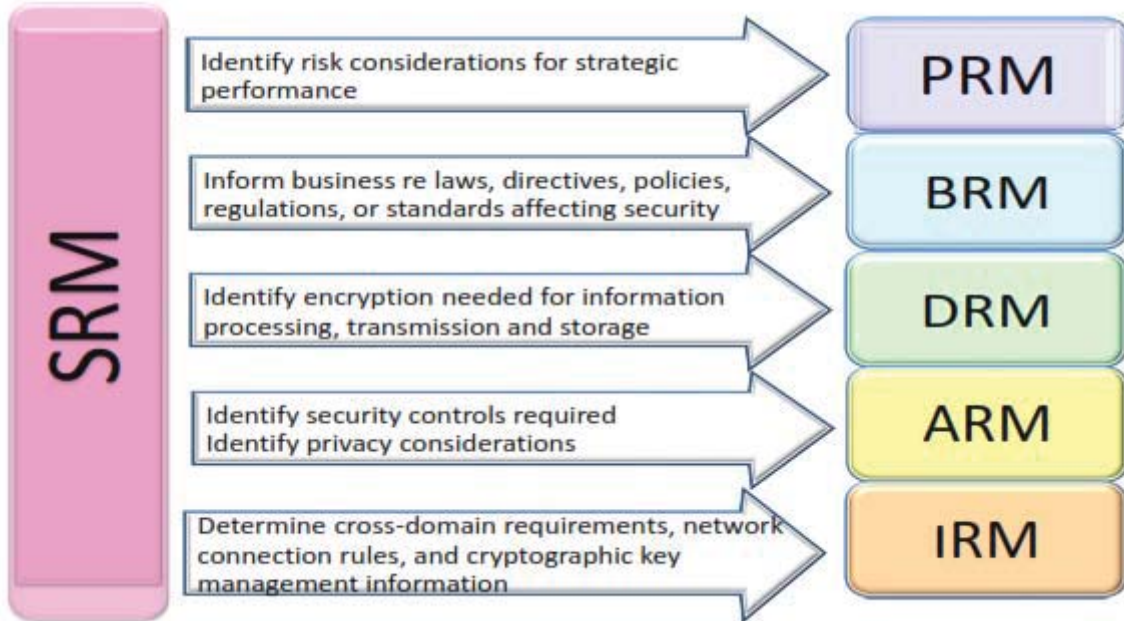 SRM
Identify risk considerations for strategic
performance
PRM
Inform business re laws, directives, policies,
regulations, or standards affecting security
BRM
Identify encryption needed for information
processing, transmission and storage
DRM
Identify security controls required
Identify privacy considerations
ARM
Determine cross-domain requirements, network
connection rules, and cryptographic key
management information
IRM